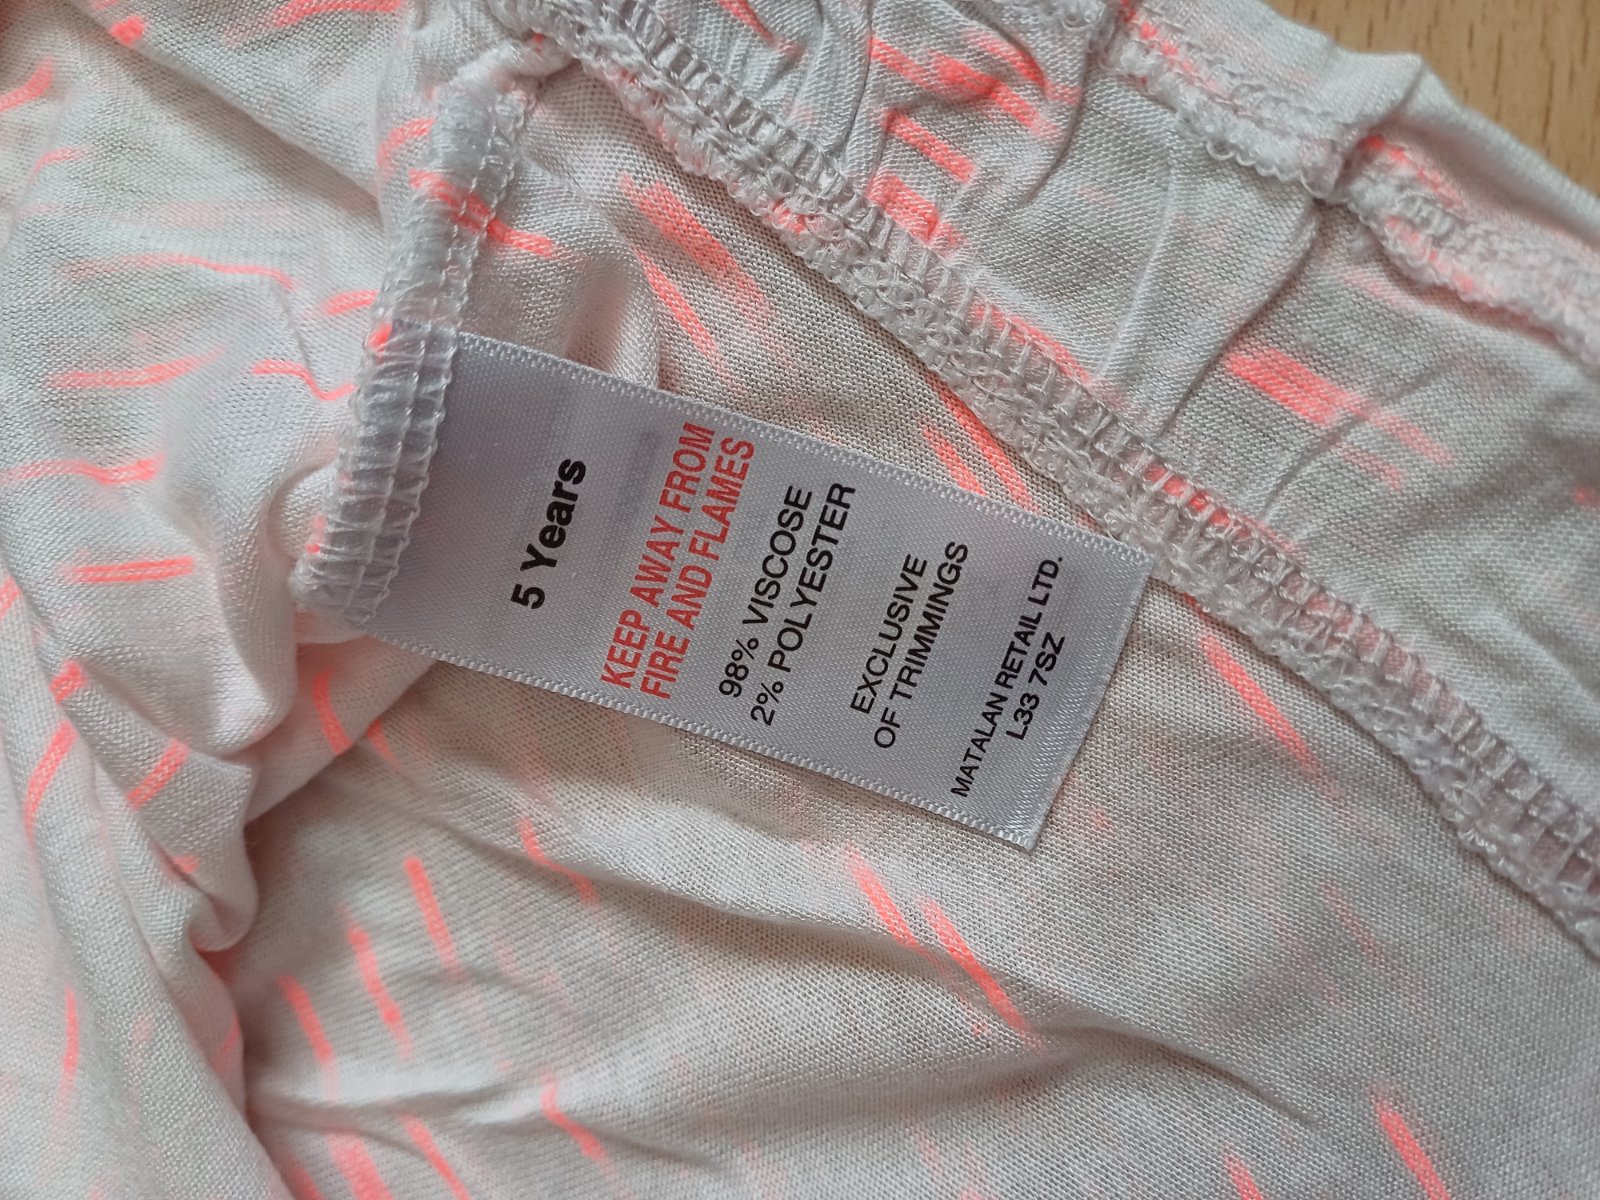 5 Years
KEEP AWAY FROM
FIRE AND FLAMES
98% VISCOSE
2% POLYESTER
EXCLUSIVE
OF TRIMMINGS
MATALAN RETAIL LTD.
L33 7SZ